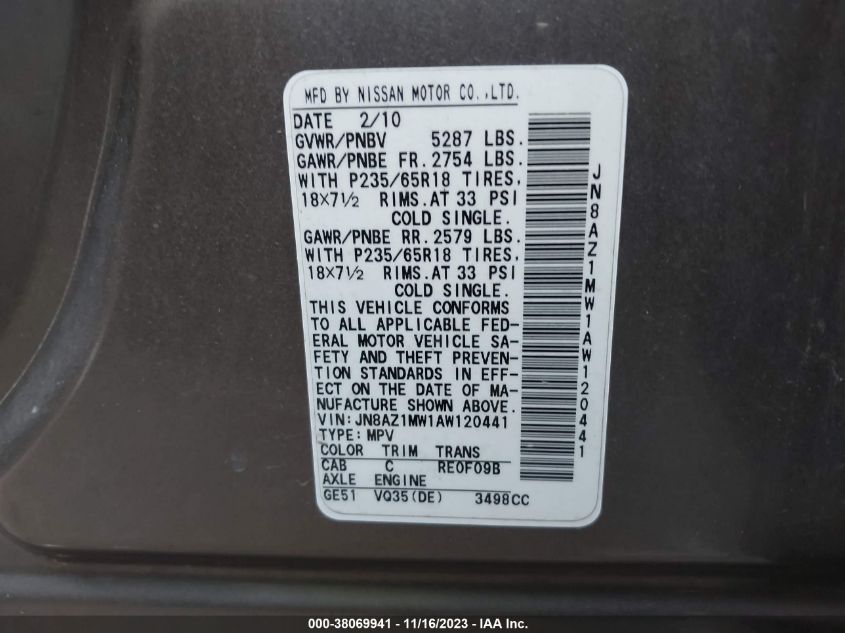 MFD BY NISSAN MOTOR CO.,LTD.
DATE 2/10
GVWR/PNBV 5287 LBS.
GAWR/PNBE FR. 2754 LBS.
WITH P235/65R18 TIRES,
18X7½ RIMS.AT 33 PSI
COLD SINGLE.
GAWR/PNBE RR. 2579 LBS.
WITH P235/65R18 TIRES,
18X7½ RIMS.AT 33 PSI
COLD SINGLE.
THIS VEHICLE CONFORMS
TO ALL APPLICABLE FED-
ERAL MOTOR VEHICLE SA-
FETY AND THEFT PREVEN-
TION STANDARDS IN EFF-
ECT ON THE DATE OF MA-
NUFACTURE SHOWN ABOVE.
VIN: JN8AZ1MW1AW120441
TYPE: MPV
COLOR TRIM TRANS
CAB C RE0F09B
AXLE ENGINE
GE51 VQ35(DE) 3498CC
JN8AZ1MW1AW120441
000-38069941 - 11/16/2023 - IAA Inc.